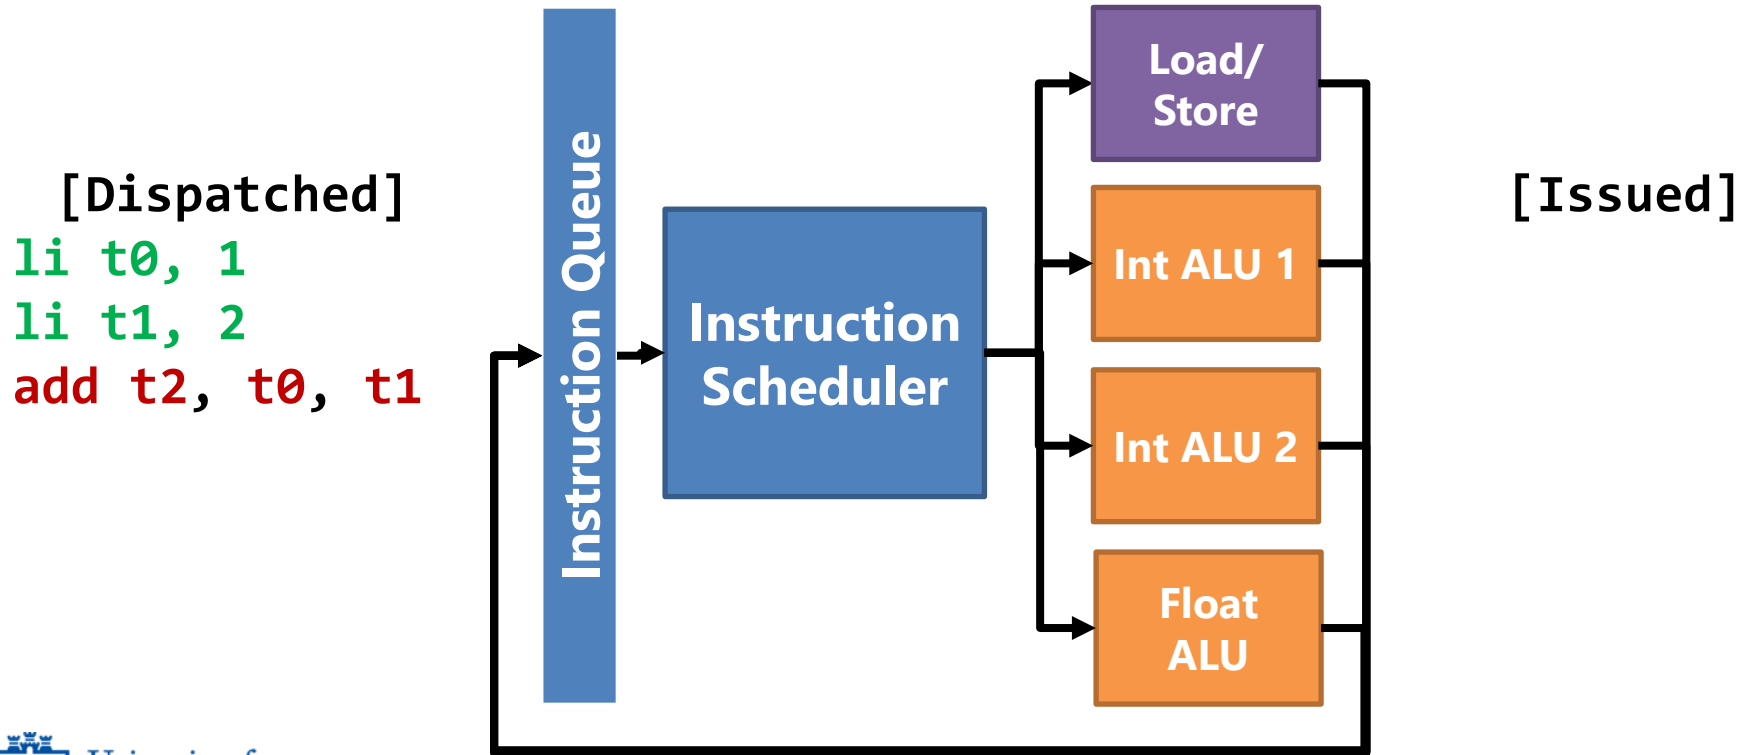 [Dispatched]
li t0, 1
li t1, 2
add t2, t0, t1
Instruction Queue
Instruction
Scheduler
Load/
Store
Int ALU 1
Int ALU 2
Float
ALU
[Issued]